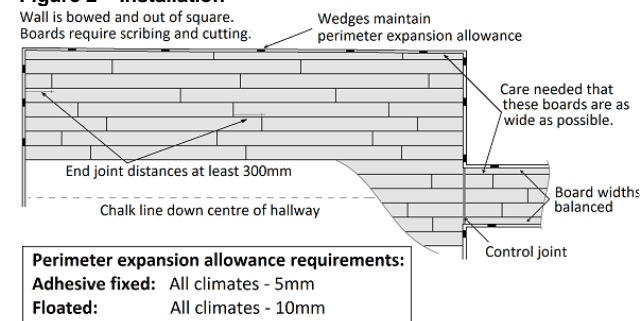 Figure 2 – Installation
Wall is bowed and out of square.
Boards require scribing and cutting.
Wedges maintain
perimeter expansion allowance
Care needed that
these boards are as
wide as possible.
End joint distances at least 300mm
Chalk line down centre of hallway
Board widths
balanced
Control joint
Perimeter expansion allowance requirements:
Adhesive fixed: All climates - 5mm
Floated: All climates - 10mm